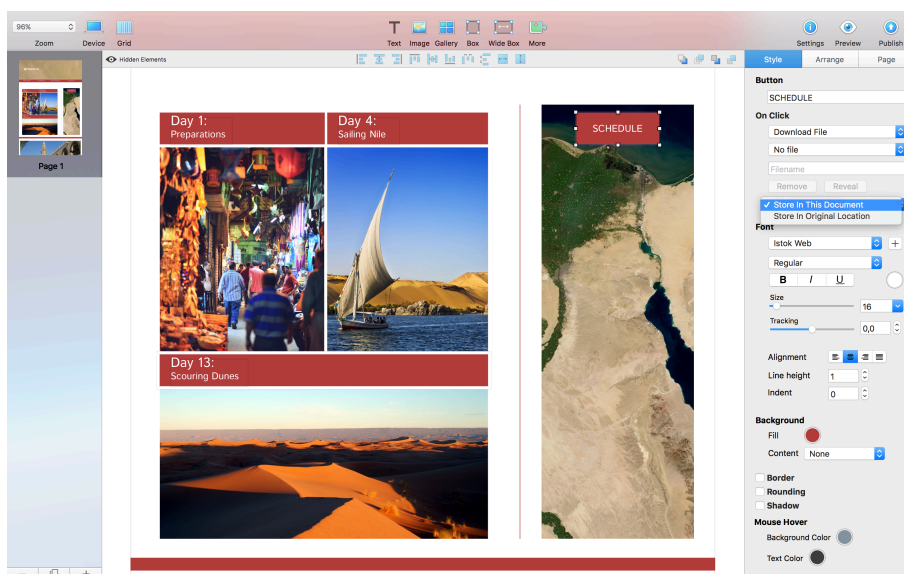 96%
Zoom
Device
Grid
Text
Image
Gallery
Box
Wide Box
More
Settings
Preview
Publish
Hidden Elements
Style
Arrange
Page
Page 1
Day 1:
Preparations
Day 4:
Sailing Nile
Day 13:
Scouring Dunes
SCHEDULE
Button
SCHEDULE
On Click
Download File
No file
Filename
Remove
Reveal
✓ Store In This Document
Store In Original Location
Font
Istok Web
Regular
B I U
Size
16
Tracking
0,0
Alignment
Line height
1
Indent
0
Background
Fill
Content
None
Border
Rounding
Shadow
Mouse Hover
Background Color
Text Color